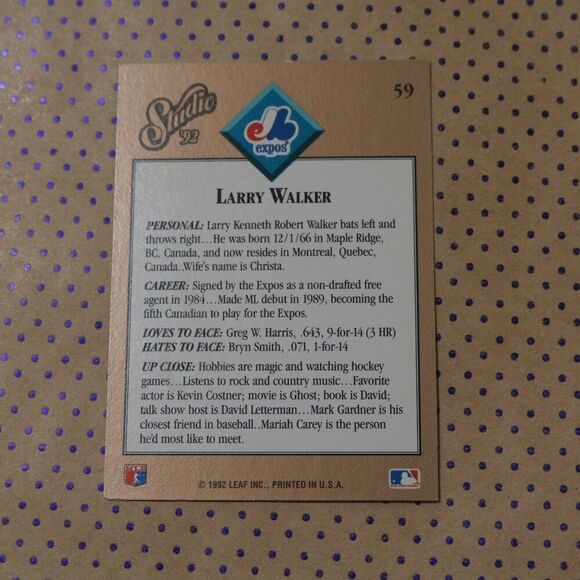 Studio '92
59
expos
LARRY WALKER
PERSONAL: Larry Kenneth Robert Walker bats left and
throws right...He was born 12/1/66 in Maple Ridge,
BC, Canada, and now resides in Montreal, Quebec,
Canada..Wife's name is Christa.
CAREER: Signed by the Expos as a non-drafted free
agent in 1984...Made ML debut in 1989, becoming the
fifth Canadian to play for the Expos.
LOVES TO FACE: Greg W. Harris, .643, 9-for-14 (3 HR)
HATES TO FACE: Bryn Smith, .071, 1-for-14
UP CLOSE: Hobbies are magic and watching hockey
games...Listens to rock and country music...Favorite
actor is Kevin Costner; movie is Ghost; book is David;
talk show host is David Letterman...Mark Gardner is his
closest friend in baseball..Mariah Carey is the person
he'd most like to meet.
© 1992 LEAF INC., PRINTED IN U.S.A.